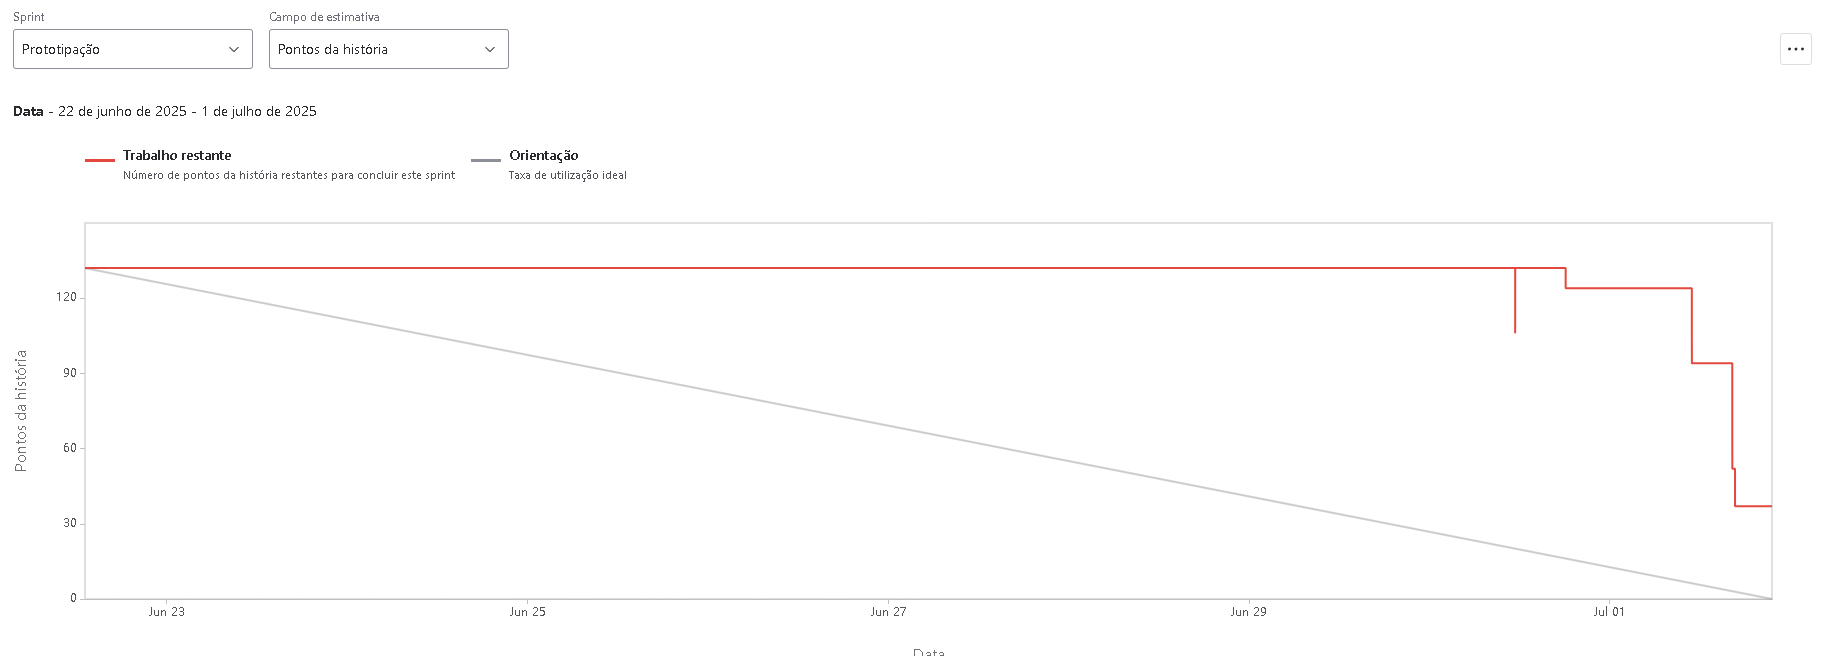 Sprint
Campo de estimativa
Prototipação
Pontos da história
Data - 22 de junho de 2025 - 1 de julho de 2025
Trabalho restante
Número de pontos da história restantes para concluir este sprint
Orientação
Taxa de utilização ideal
Pontos da história
120
90
60
30
0
Jun 23
Jun 25
Jun 27
Jun 29
Jul 01
Data